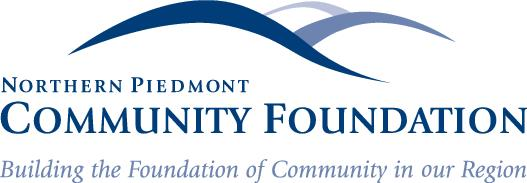 NORTHERN PIEDMONT
COMMUNITY FOUNDATION
Building the Foundation of Community in our Region